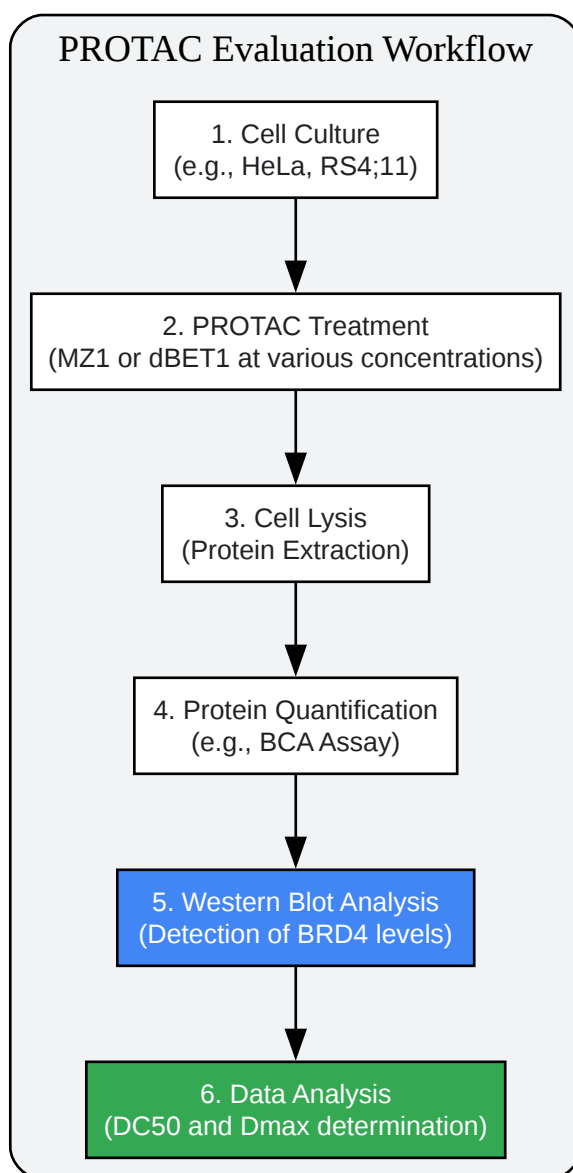 PROTAC Evaluation Workflow
1. Cell Culture
(e.g., HeLa, RS4;11)
2. PROTAC Treatment
(MZ1 or dBET1 at various concentrations)
3. Cell Lysis
(Protein Extraction)
4. Protein Quantification
(e.g., BCA Assay)
5. Western Blot Analysis
(Detection of BRD4 levels)
6. Data Analysis
(DC50 and Dmax determination)